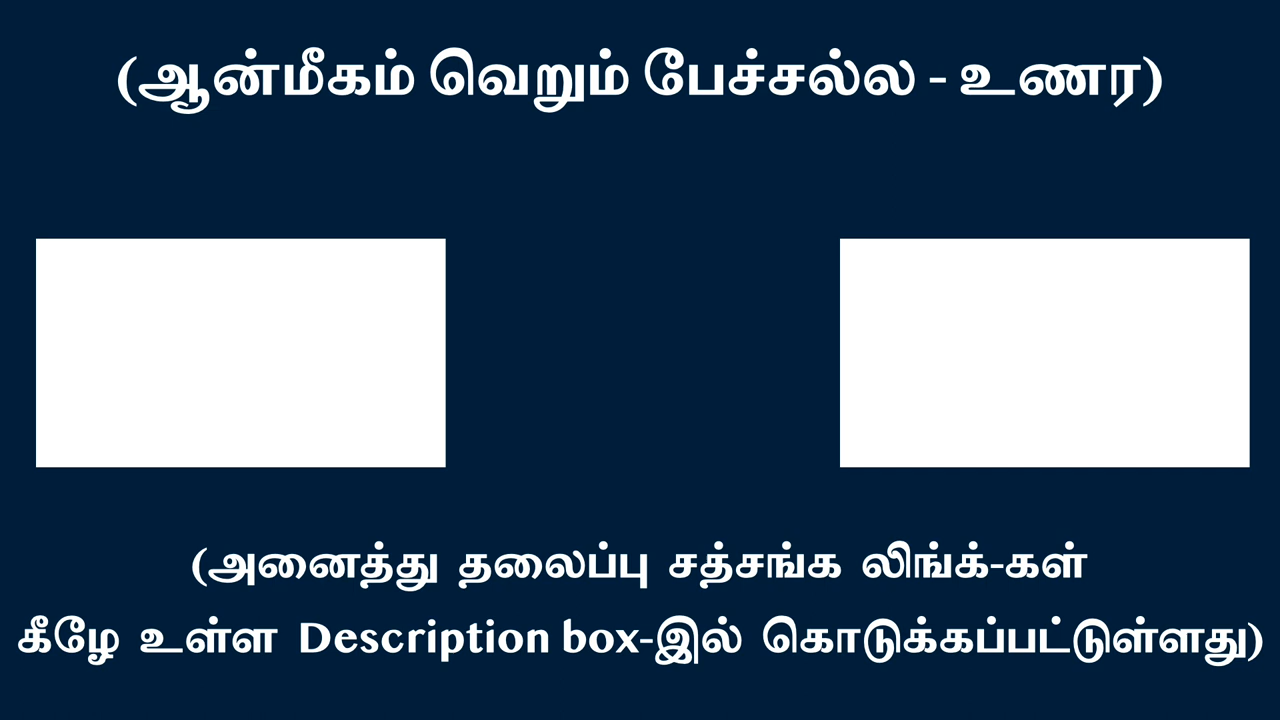 (ஆன்மீகம் வெறும் பேச்சல்ல - உணர)
(அனைத்து தலைப்பு சத்சங்க லிங்க்-கள்
கீழே உள்ள Description box-இல் கொடுக்கப்பட்டுள்ளது)